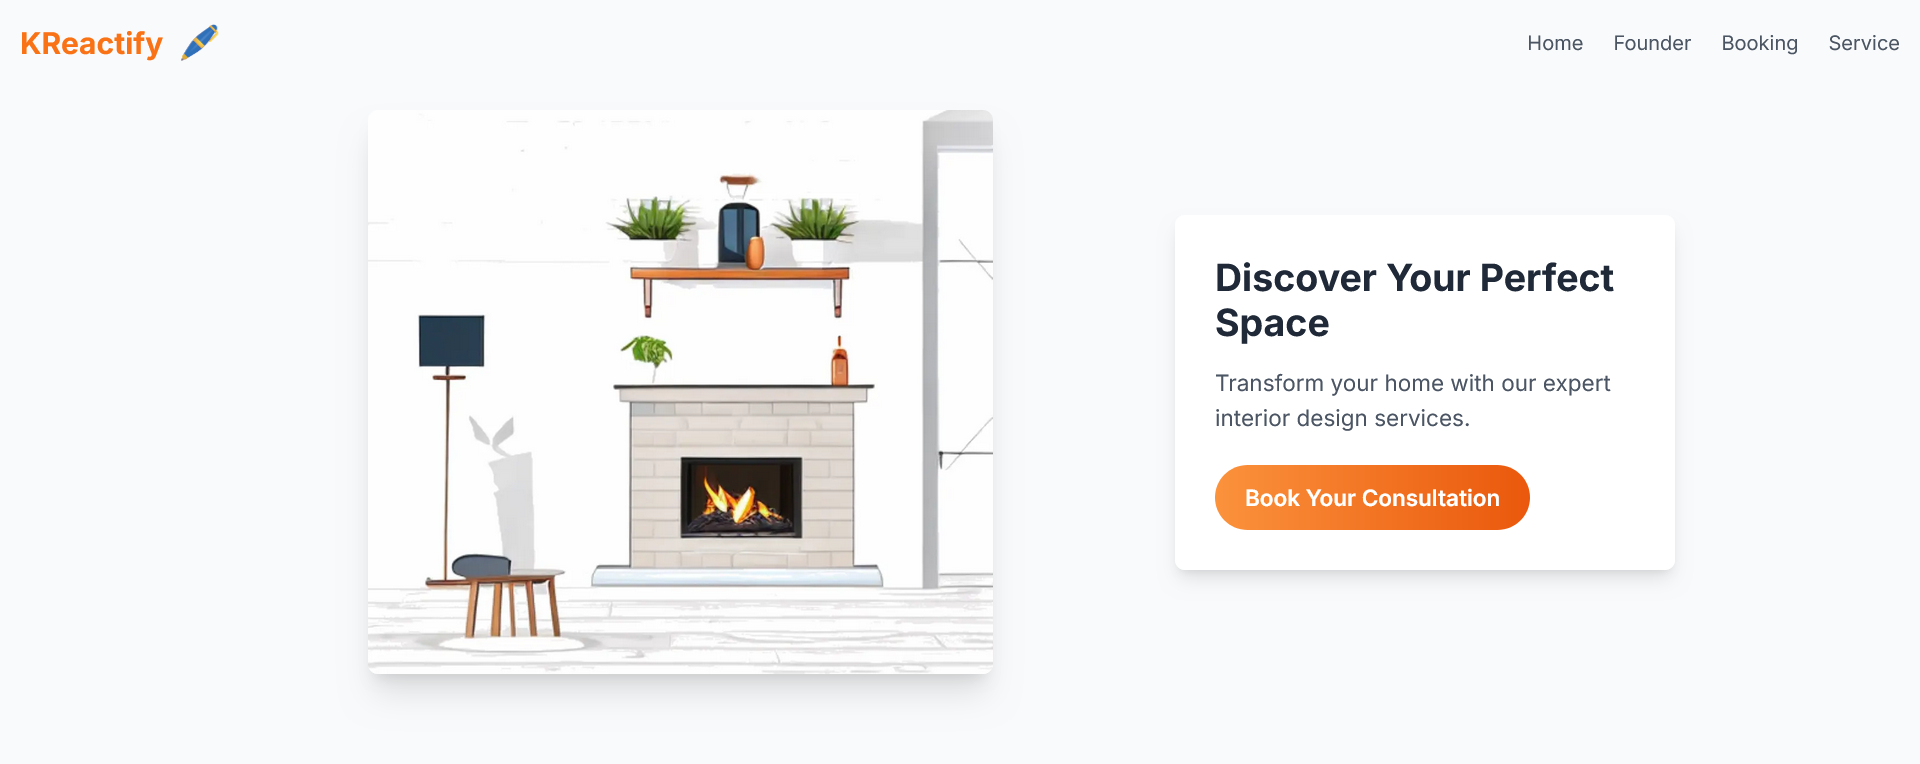 KReactify
Home Founder Booking Service
Discover Your Perfect
Space
Transform your home with our expert
interior design services.
Book Your Consultation